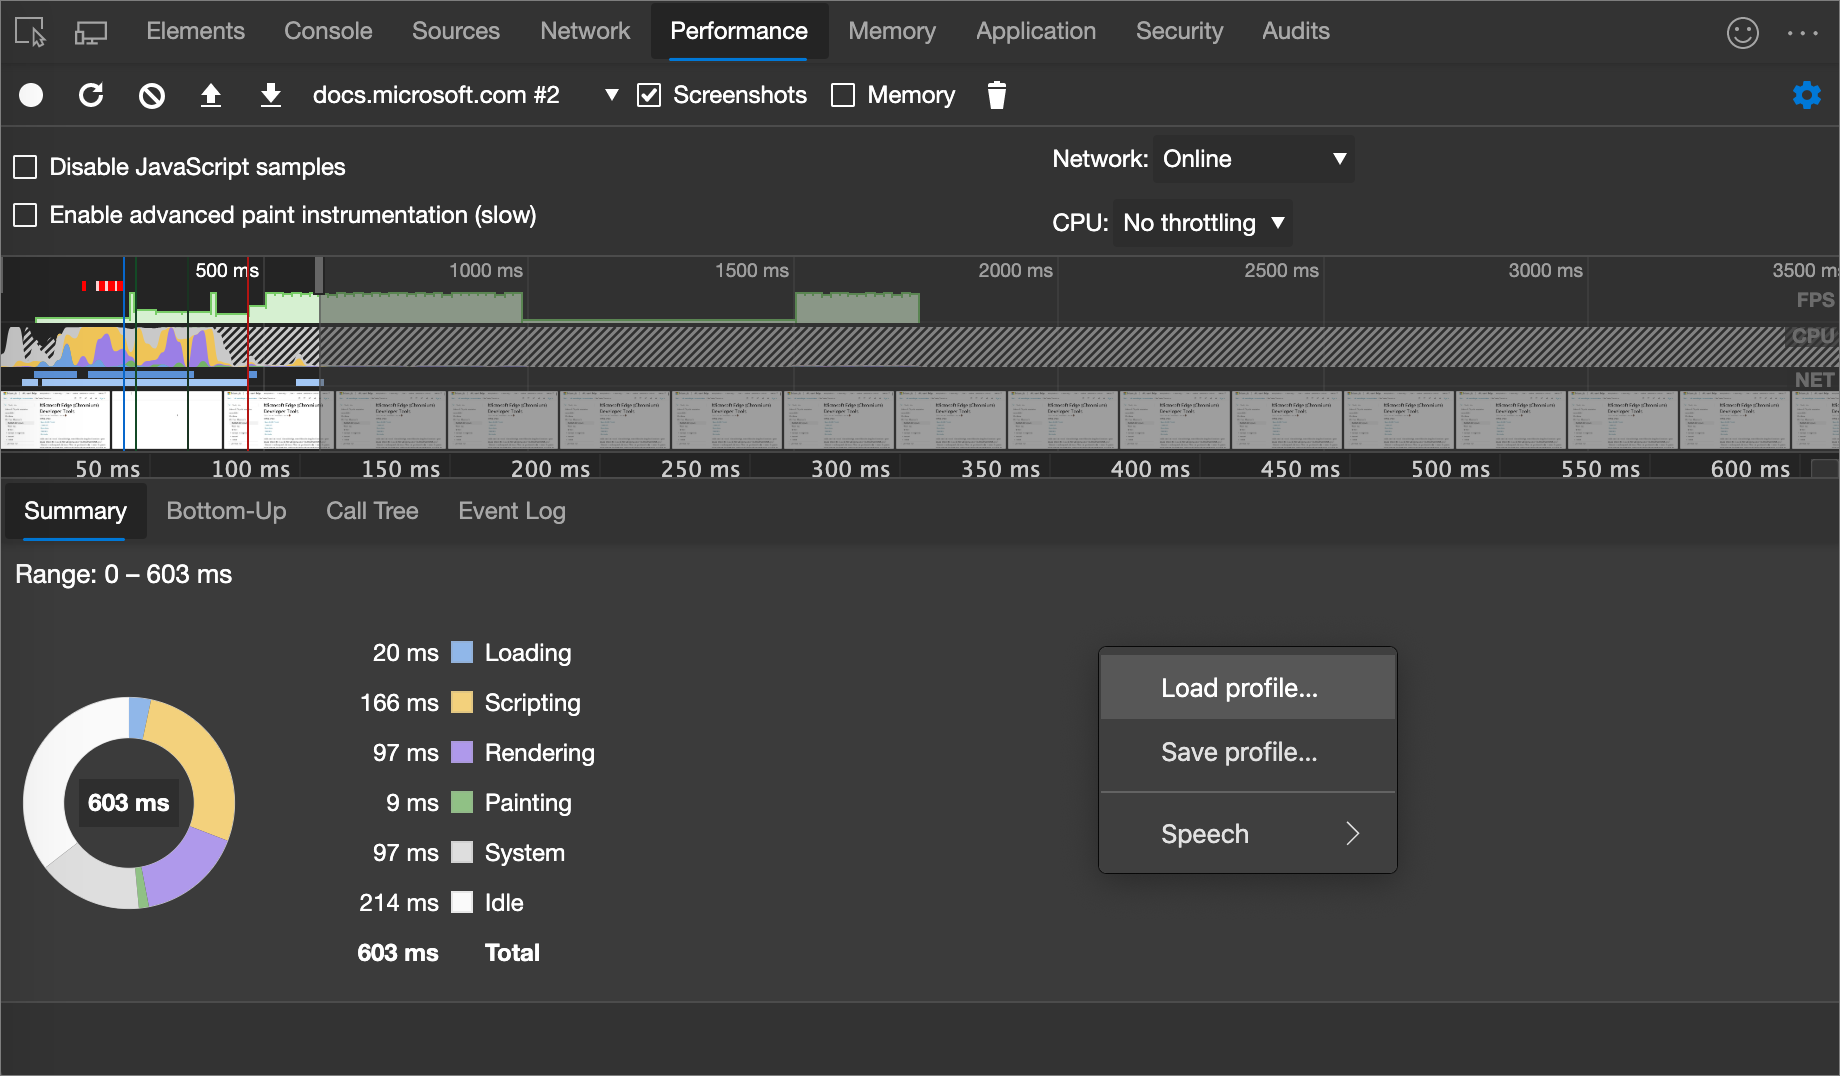 Elements Console Sources Network Performance Memory Application Security Audits
docs.microsoft.com #2 Screenshots Memory
Disable JavaScript samples
Network: Online
Enable advanced paint instrumentation (slow)
CPU: No throttling
500 ms 1000 ms 1500 ms 2000 ms 2500 ms 3000 ms 3500 m
FPS
CPU
NET
50 ms 100 ms 150 ms 200 ms 250 ms 300 ms 350 ms 400 ms 450 ms 500 ms 550 ms 600 ms
Summary Bottom-Up Call Tree Event Log
Range: 0 – 603 ms
20 ms Loading
166 ms Scripting
97 ms Rendering
9 ms Painting
97 ms System
214 ms Idle
603 ms Total
603 ms
Load profile...
Save profile...
Speech